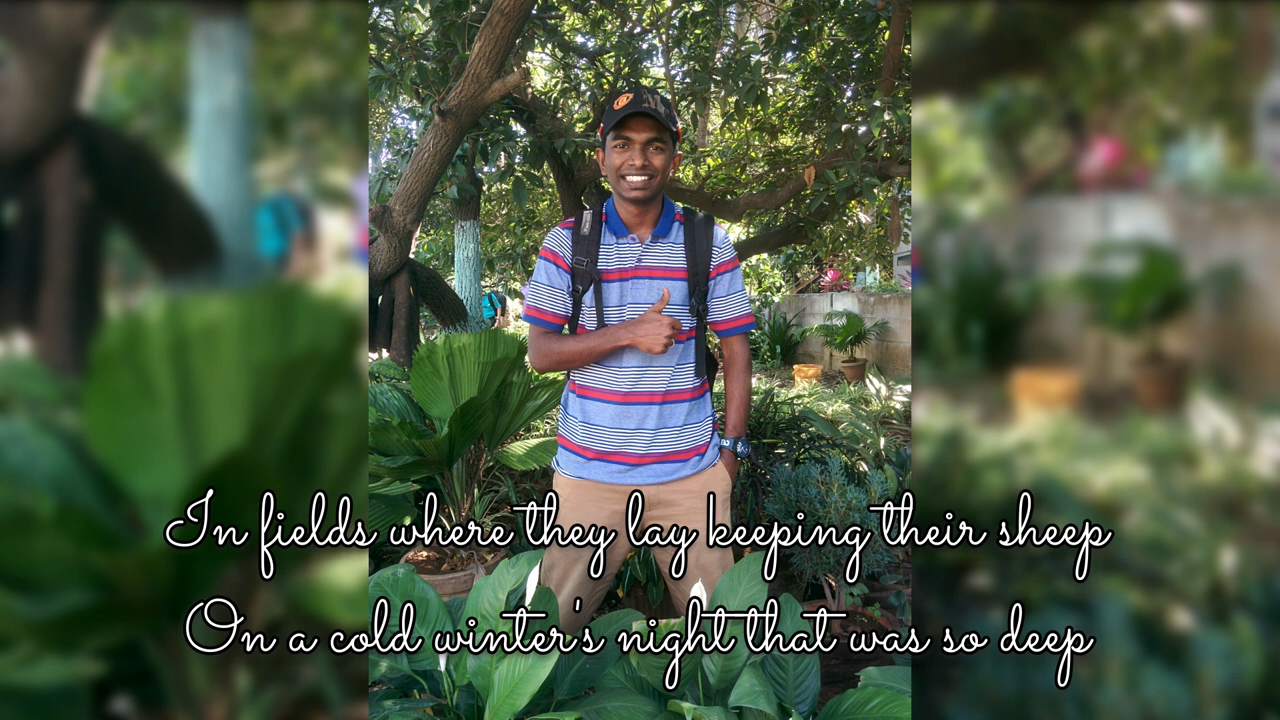 In fields where they lay keeping their sheep
On a cold winter's night that was so deep